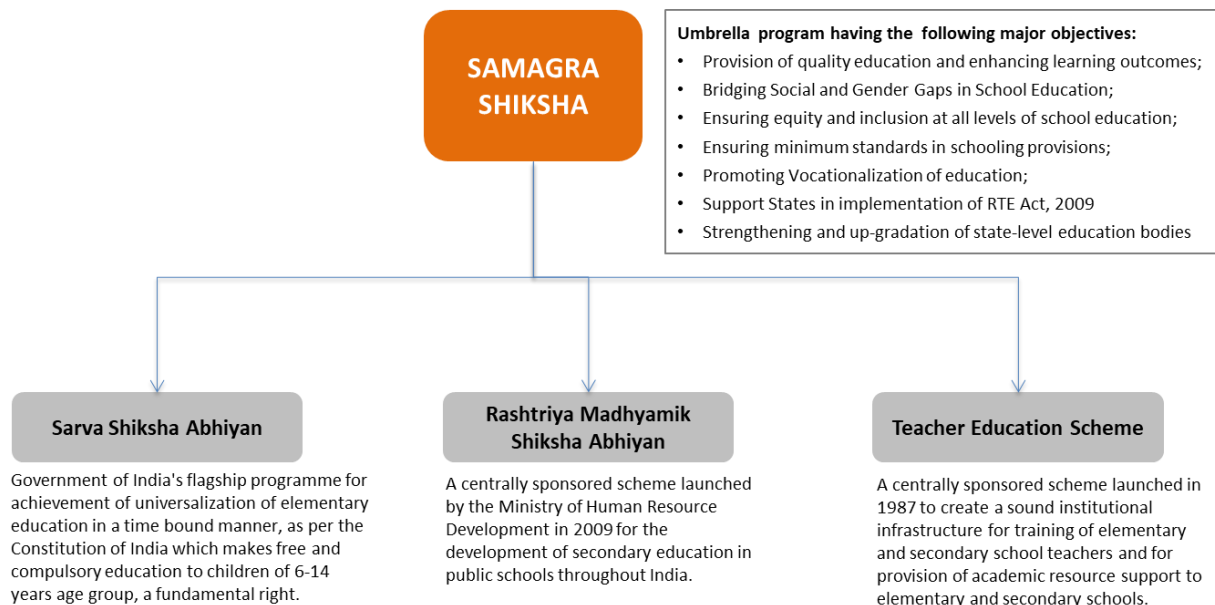 SAMAGRA
SHIKSHA
Umbrella program having the following major objectives:
• Provision of quality education and enhancing learning outcomes;
• Bridging Social and Gender Gaps in School Education;
• Ensuring equity and inclusion at all levels of school education;
• Ensuring minimum standards in schooling provisions;
• Promoting Vocationalization of education;
• Support States in implementation of RTE Act, 2009
• Strengthening and up-gradation of state-level education bodies
Sarva Shiksha Abhiyan
Government of India's flagship programme for
achievement of universalization of elementary
education in a time bound manner, as per the
Constitution of India which makes free and
compulsory education to children of 6-14
years age group, a fundamental right.
Rashtriya Madhyamik
Shiksha Abhiyan
A centrally sponsored scheme launched
by the Ministry of Human Resource
Development in 2009 for the
development of secondary education in
public schools throughout India.
Teacher Education Scheme
A centrally sponsored scheme launched in
1987 to create a sound institutional
infrastructure for training of elementary
and secondary school teachers and for
provision of academic resource support to
elementary and secondary schools.